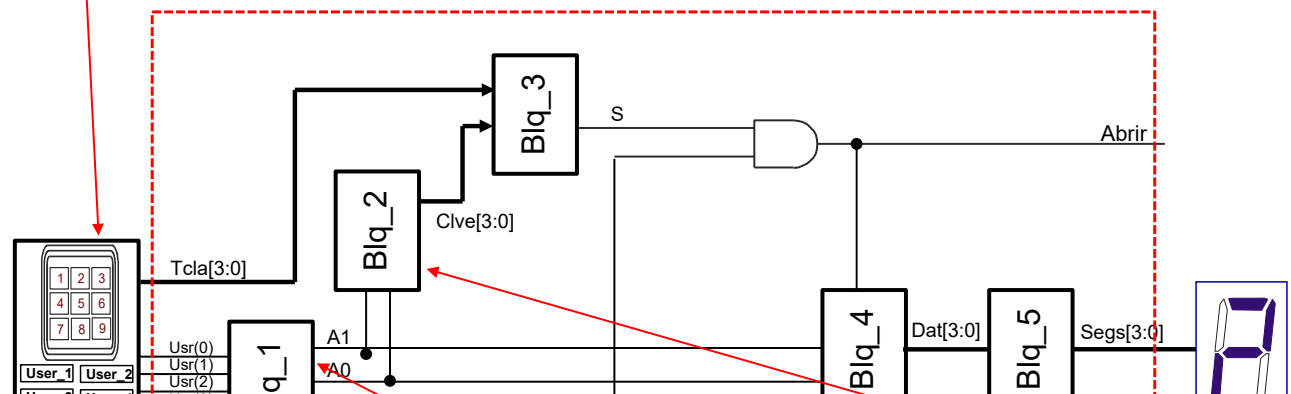 Blq_3
S
Abrir
Blq_2
Clve[3:0]
Tcla[3:0]
1 2 3
4 5 6
7 8 9
Blq_4
Dat[3:0]
Blq_5
Segs[3:0]
A1
Usr(0)
Usr(1)
User_1 User_2
A0
Usr(2)
q_1